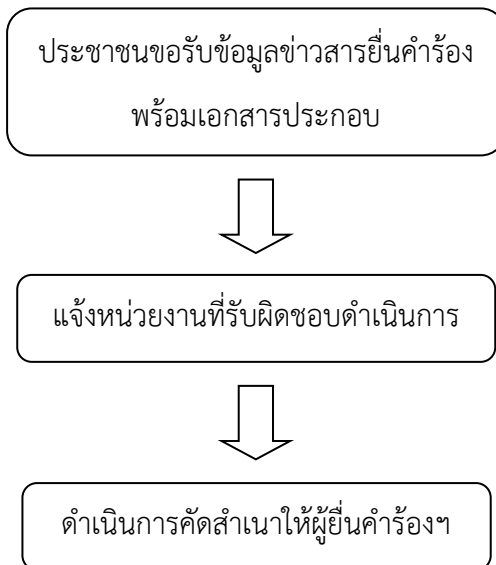 ประชาชนขอรับข้อมูลข่าวสารยื่นคำร้อง
พร้อมเอกสารประกอบ
แจ้งหน่วยงานที่รับผิดชอบดำเนินการ
ดำเนินการคัดสำเนาให้ผู้ยื่นคำร้องฯ